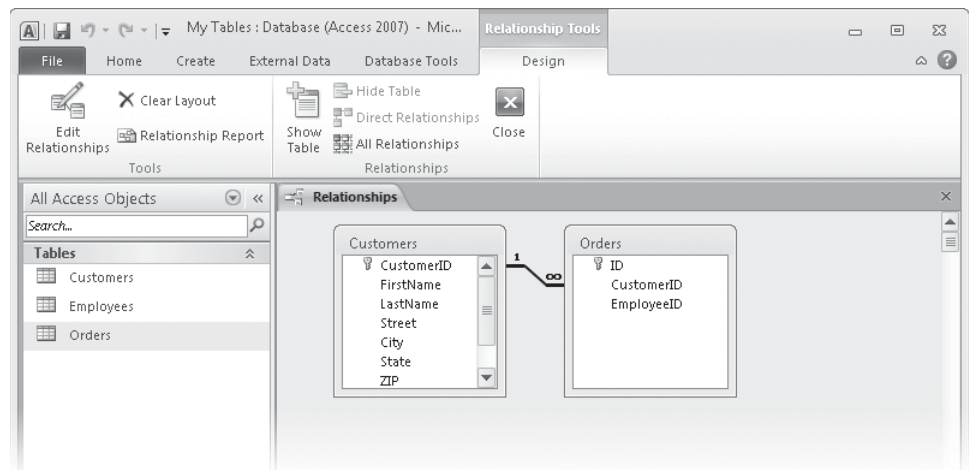 My Tables : Database (Access 2007) - Mic...
Relationship Tools
File Home Create External Data Database Tools Design
Edit Relationships
Clear Layout
Relationship Report
Tools
Show Table
Hide Table
Direct Relationships
All Relationships
Close
Relationships
All Access Objects
Search...
Tables
Customers
Employees
Orders
Relationships
Customers
CustomerID
FirstName
LastName
Street
City
State
ZIP
1
∞
Orders
ID
CustomerID
EmployeeID